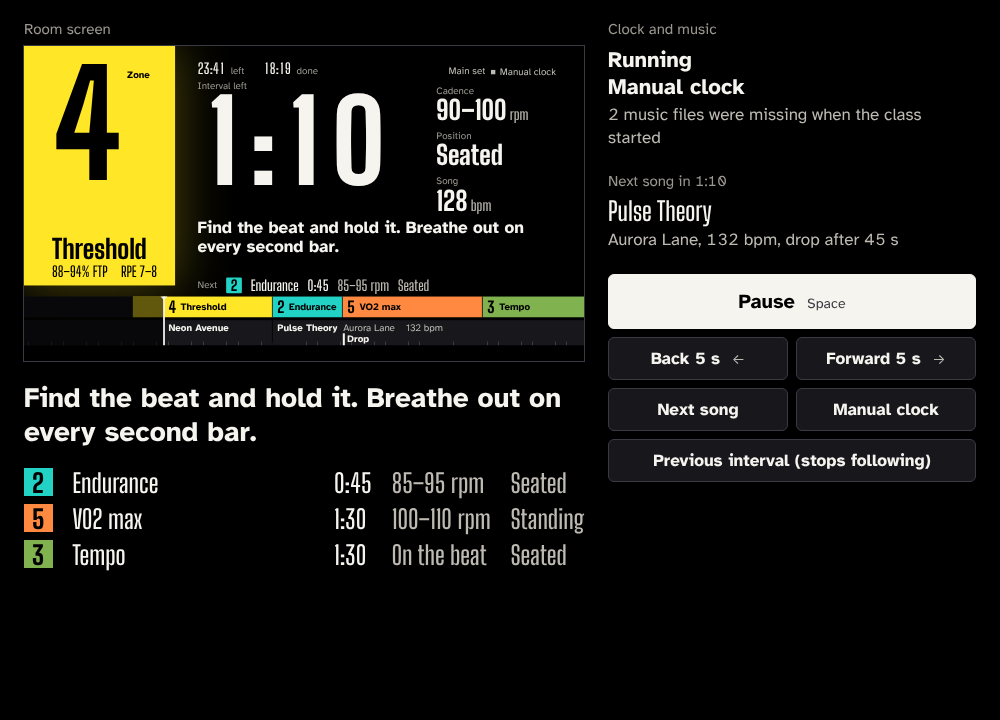 Room screen
4 Zone
Threshold
88–94% FTP RPE 7–8
23:41 left 18:19 done
Interval left
1:10
Main set ■ Manual clock
Cadence
90–100 rpm
Position
Seated
Song
128 bpm
Find the beat and hold it. Breathe out on
every second bar.
Next 2 Endurance 0:45 85–95 rpm Seated
4 Threshold 2 Endurance 5 VO2 max 3 Tempo
Neon Avenue Pulse Theory Aurora Lane 132 bpm
Drop
Find the beat and hold it. Breathe out on
every second bar.
2 Endurance 0:45 85–95 rpm Seated
5 VO2 max 1:30 100–110 rpm Standing
3 Tempo 1:30 On the beat Seated
Clock and music
Running
Manual clock
2 music files were missing when the class
started
Next song in 1:10
Pulse Theory
Aurora Lane, 132 bpm, drop after 45 s
Pause Space
Back 5 s ← Forward 5 s →
Next song Manual clock
Previous interval (stops following)